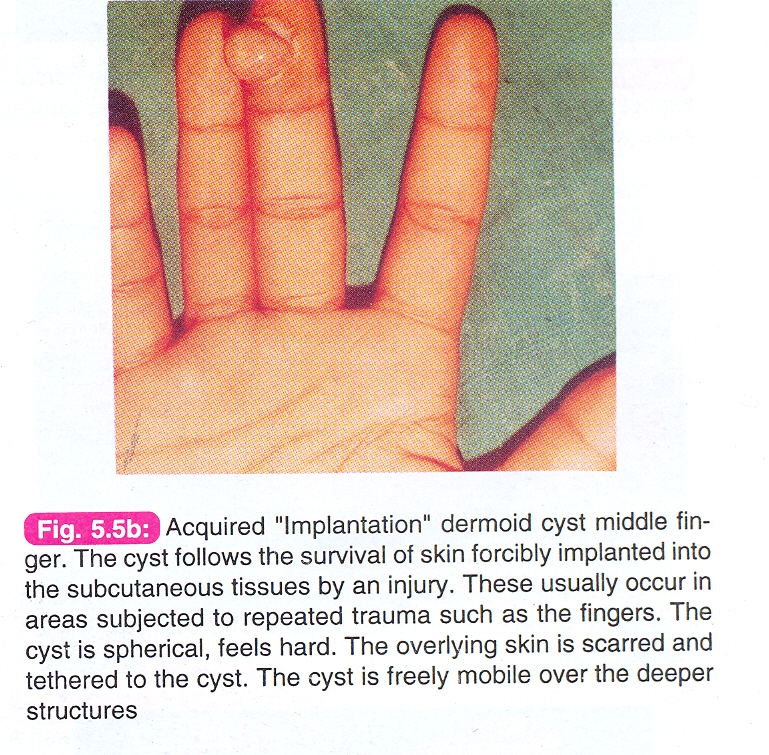 Fig. 5.5b: Acquired "Implantation" dermoid cyst middle fin-
ger. The cyst follows the survival of skin forcibly implanted into
the subcutaneous tissues by an injury. These usually occur in
areas subjected to repeated trauma such as the fingers. The
cyst is spherical, feels hard. The overlying skin is scarred and
tethered to the cyst. The cyst is freely mobile over the deeper
structures